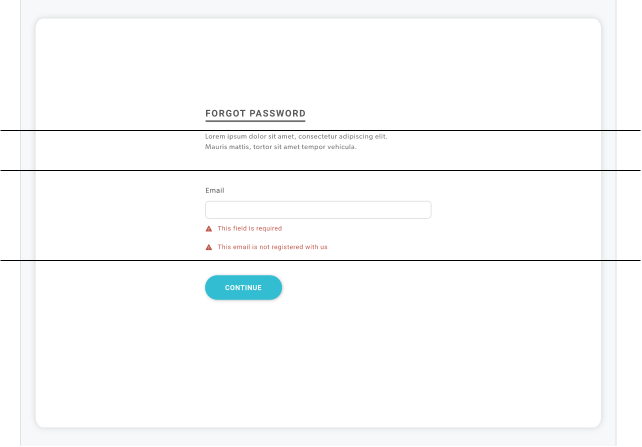 FORGOT PASSWORD
Lorem ipsum dolor sit amet, consectetur adipiscing elit.
Mauris mattis, tortor sit amet tempor vehicula.
Email
This field is required
This email is not registered with us
CONTINUE